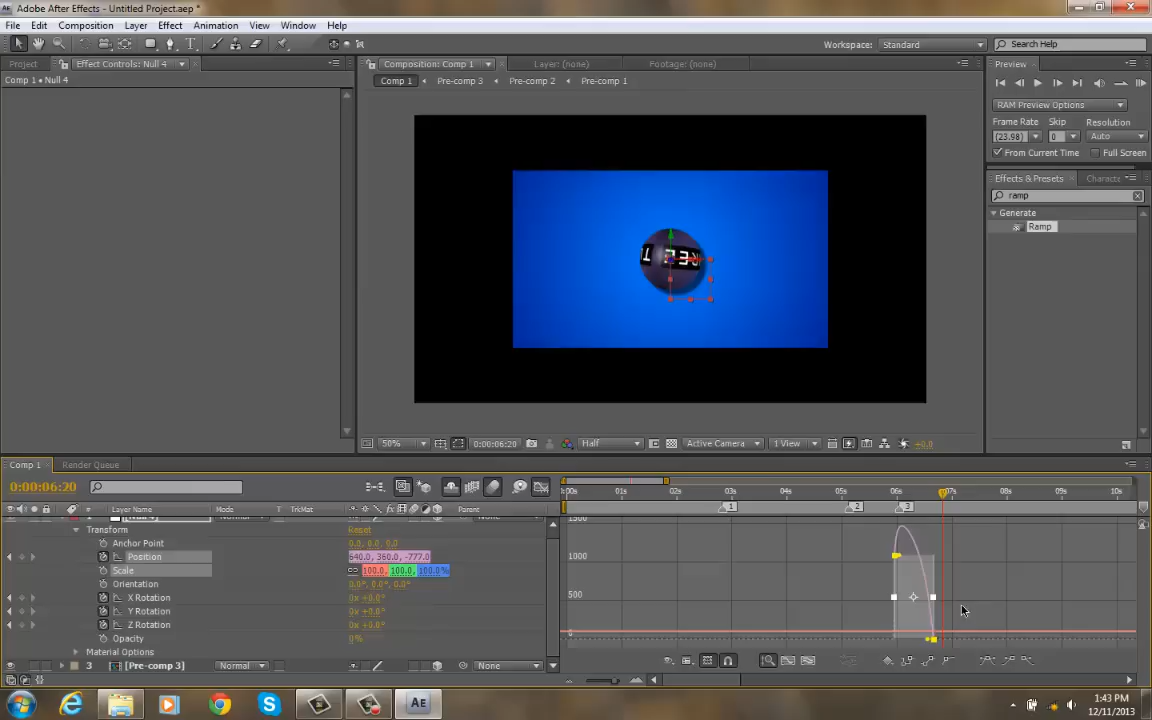 Adobe After Effects - Untitled Project.aep *
File Edit Composition Layer Effect Animation View Window Help
Workspace: Standard Search Help
Project Effect Controls: Null 4 Composition: Comp 1 Layer: (none) Footage: (none) Preview
Comp 1 • Null 4 Comp 1 Pre-comp 3 Pre-comp 2 Pre-comp 1
RAM Preview Options
Frame Rate Skip Resolution
(23.98) 0 Auto
From Current Time Full Screen
Effects & Presets Characte
ramp
Generate
Ramp
50% 0:00:06:20 Half Active Camera 1 View +0.0
Comp 1 Render Queue
0:00:06:20
:00s 01s 02s 03s 04s 05s 06s 07s 08s 09s 10s
# Layer Name Mode T TrkMat Parent
1 2 3
Transform Reset
Anchor Point 0.0, 0.0, 0.0
Position 640.0, 360.0, -777.0
Scale 100.0, 100.0, 100.0%
Orientation 0.0°, 0.0°, 0.0°
X Rotation 0x +0.0°
Y Rotation 0x +0.0°
Z Rotation 0x +0.0°
Opacity 0%
Material Options
3 [Pre-comp 3] Normal None
1500
1000
500
0
AE
1:43 PM
12/11/2013